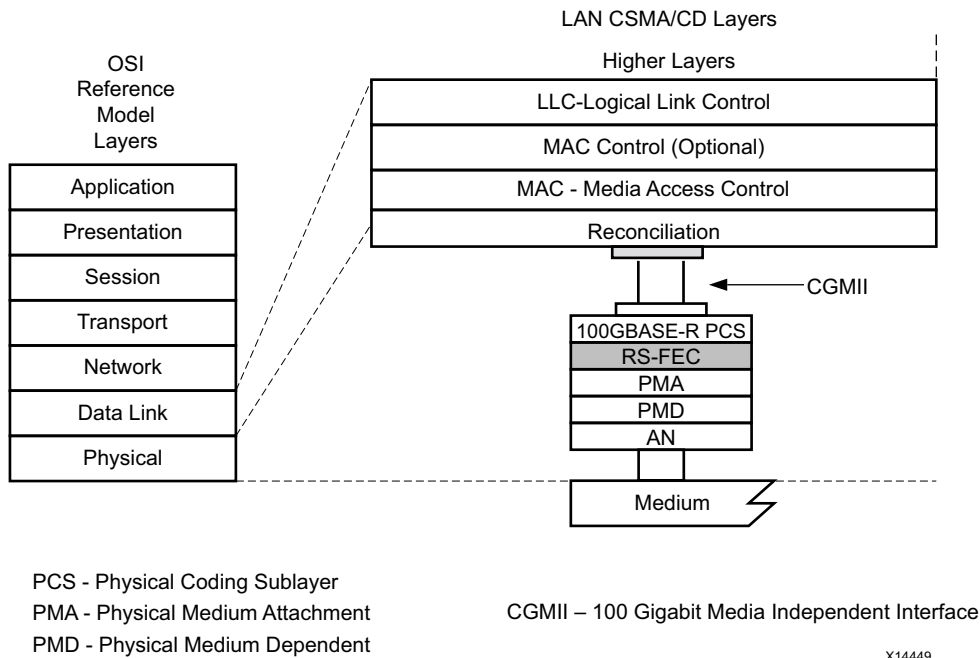 LAN CSMA/CD Layers
OSI
Reference
Model
Layers
Higher Layers
LLC-Logical Link Control
MAC Control (Optional)
MAC - Media Access Control
Reconciliation
Application
Presentation
Session
Transport
Network
Data Link
Physical
CGMII
100GBASE-R PCS
RS-FEC
PMA
PMD
AN
Medium
PCS - Physical Coding Sublayer
PMA - Physical Medium Attachment
PMD - Physical Medium Dependent
CGMII – 100 Gigabit Media Independent Interface
X14449